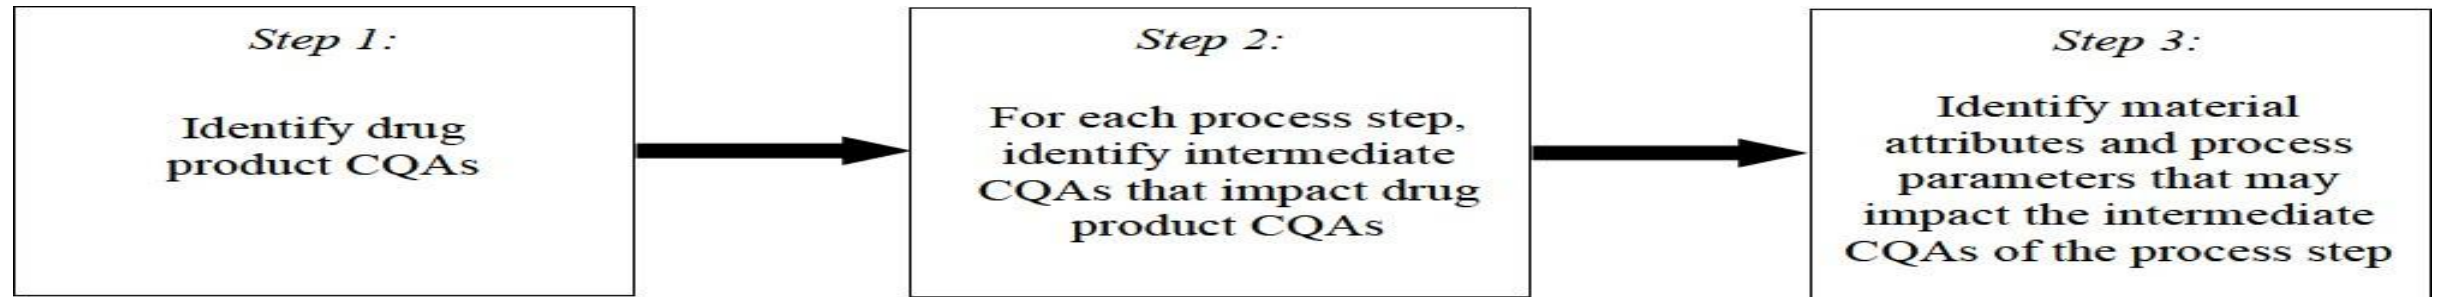 Step 1:
Identify drug
product CQAs
Step 2:
For each process step,
identify intermediate
CQAs that impact drug
product CQAs
Step 3:
Identify material
attributes and process
parameters that may
impact the intermediate
CQAs of the process step